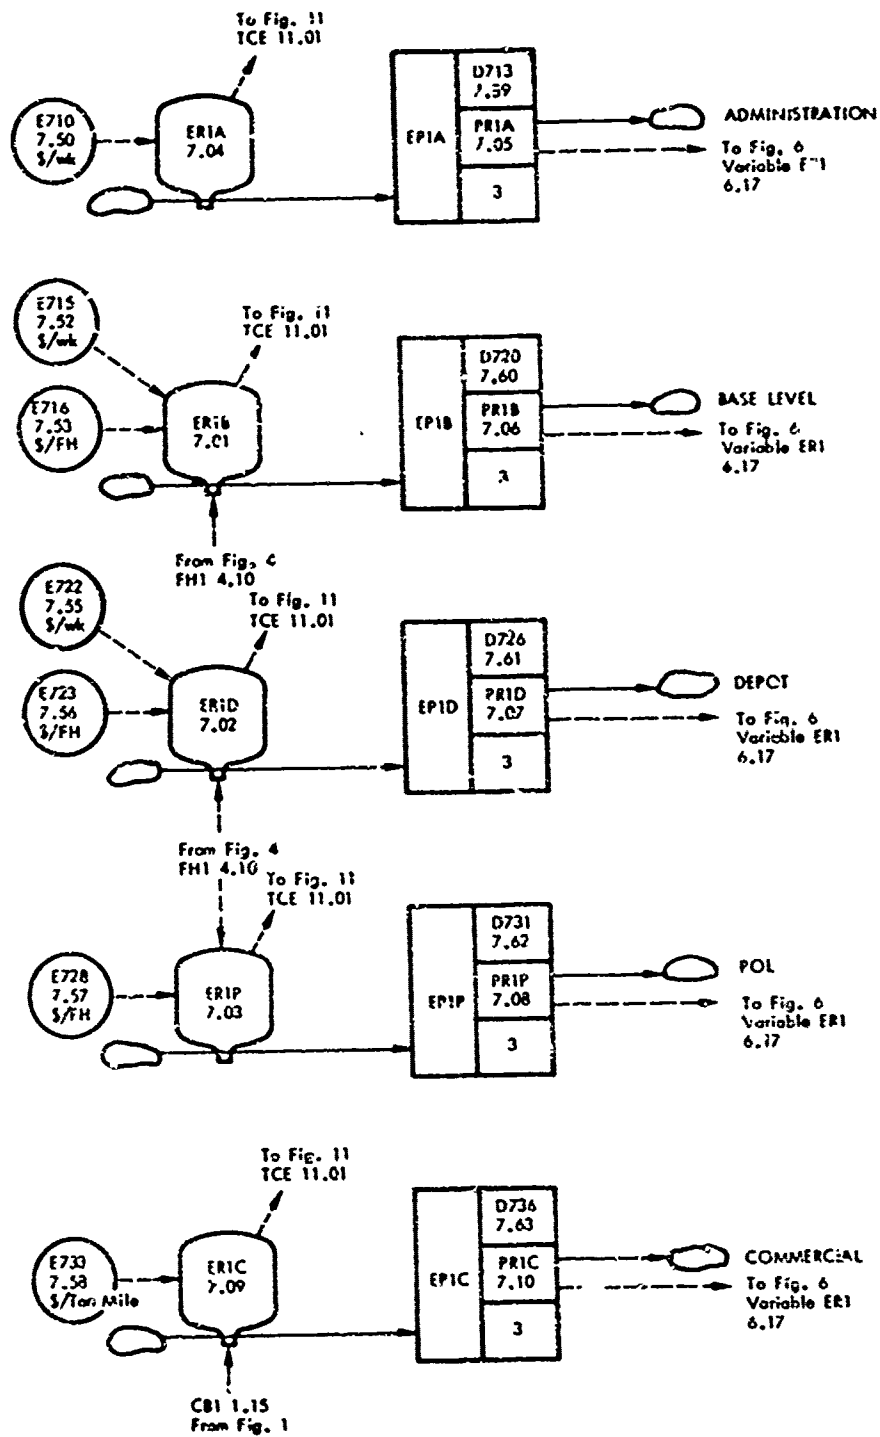 To Fig. 11
TCE 11.01
E710
7.50
$/wk
ER1A
7.04
EP1A
D713
7.59
PR1A
7.05
3
ADMINISTRATION
To Fig. 6
Variable
6.17
E715
7.52
$/wk
E716
7.53
$/FH
To Fig. 11
TCE 11.01
ER1B
7.01
From Fig.
FH1 4.10
EP1B
D720
7.60
PR1B
7.06
3
BASE LEVEL
To Fig. 6
Variable ER1
6.17
E722
7.55
$/wk
E723
7.56
$/FH
To Fig. 11
TCE 11.01
ER1D
7.02
From Fig. 4
FH1 4.10
EP1D
D726
7.61
PR1D
7.07
3
DEPOT
To Fig. 6
Variable ER1
6.17
To Fig. 11
TCE 11.01
E728
7.57
$/FH
ER1P
7.03
EP1P
D731
7.62
PR1P
7.08
3
POL
To Fig. 6
Variable ER1
6.17
To Fig. 11
TCE 11.01
E733
7.58
$/Ton Mile
ER1C
7.09
CB1 1.15
From Fig. 1
EP1C
D736
7.63
PR1C
7.10
3
COMMERCIAL
To Fig. 6
Variable ER1
6.17